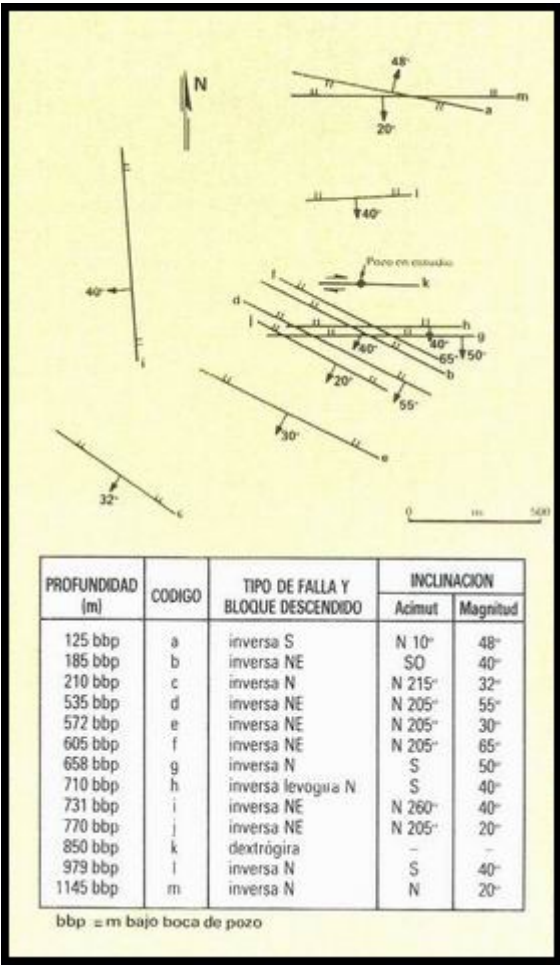 N
48°
m
a
20°
l
40°
Pozo en estudio
k
f
d
j
h
g
40°
40°
50°
65°
b
20°
55°
40°
i
30°
e
32°
c
0 m 500
PROFUNDIDAD (m) CODIGO TIPO DE FALLA Y BLOQUE DESCENDIDO INCLINACION
Acimut Magnitud
125 bbp a inversa S N 10° 48°
185 bbp b inversa NE SO 40°
210 bbp c inversa N N 215° 32°
535 bbp d inversa NE N 205° 55°
572 bbp e inversa NE N 205° 30°
605 bbp f inversa NE N 205° 65°
658 bbp g inversa N S 50°
710 bbp h inversa levógira N S 40°
731 bbp i inversa NE N 260° 40°
770 bbp j inversa NE N 205° 20°
850 bbp k dextrógira – –
979 bbp l inversa N S 40°
1145 bbp m inversa N N 20°
bbp = m bajo boca de pozo